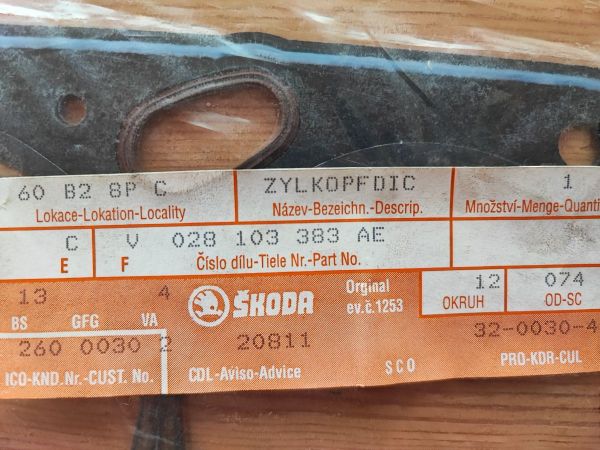 60 B2 8P C ZYLKOPFDIC 1
Lokace-Lokation-Locality Název-Bezeichn.-Descrip. Množství-Menge-Quanti
C V 028 103 383 AE
E F Číslo dílu-Tiele Nr.-Part No.
13 4 ŠKODA Orginal 12 074
BS GFG VA ev.č.1253 OKRUH OD-SC
260 0030 2 20811 32-0030-4
ICO-KND.Nr.-CUST. No. CDL-Aviso-Advice SCO PRO-KDR-CUL